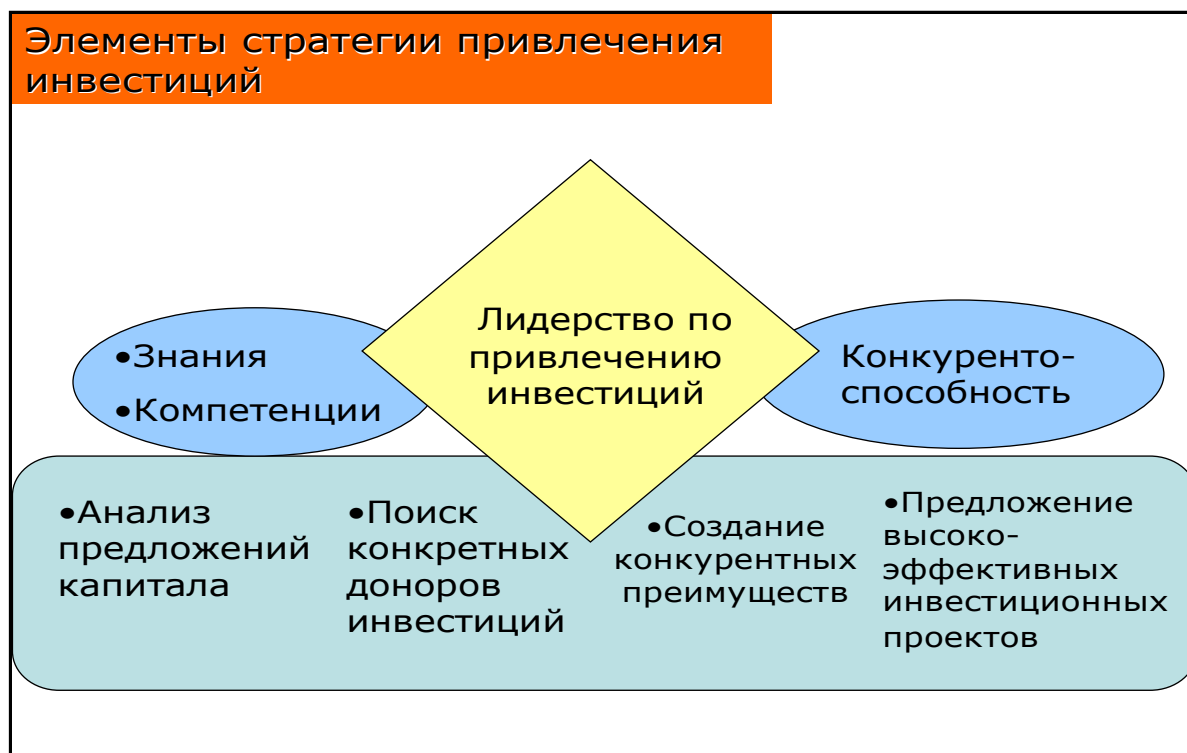 Элементы стратегии привлечения
инвестиций
Лидерство по
привлечению
инвестиций
•Знания
•Компетенции
Конкуренто-
способность
•Анализ
предложений
капитала
•Поиск
конкретных
доноров
инвестиций
•Создание
конкурентных
преимуществ
•Предложение
высоко-
эффективных
инвестиционных
проектов